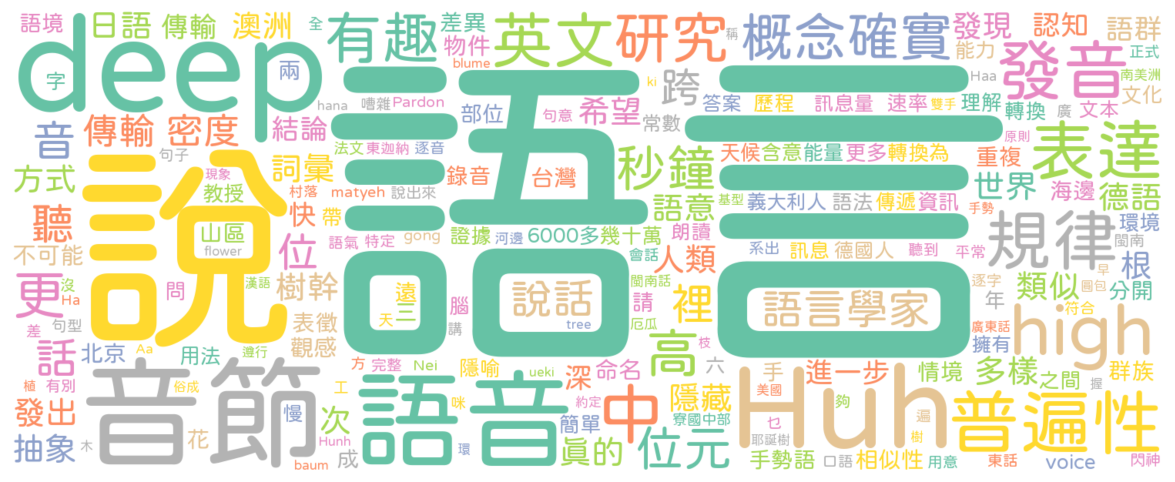 語境 日語 傳輸 澳洲 全 有趣 差異 英文 研究 概念 確實 稱 發現 認知 語群
deep 字 兩 物件 blume 跨 ki 能力 發音 正式 南美洲
hana 嘈雜 Pardon 部位 句意 希望 答案 歷程 訊息量 速率 雙手 Haa 理解 轉換 廣 文本 文化
音 傳輸 密度 結論 常數 原則 表達
句子 法文 東迦納 逐音 秒鐘 天候 含意 能量 更多 轉換為 重複
方式 說 現象 教授 詞彙 村落 matyeh 說出來 錄音 台灣 語言 語意 基型 義大利人 語法 傳遞 資訊 手勢 世界 海邊 德語
聽 山區 flower 快 帶 位 語氣 特定 gong 證據 河邊 6000多 幾十萬 朗讀 規律 環境 閩南
不可能 人類 系出 訊息 德國人 聽到 平常 根
更 沒 Ha 問 漢語 樹幹 遠 三 天 腦 講 說話 tree 會話 閩南話 請 厄瓜 裡 語言學家 逐字 年 類似 早 圓包 分開
差 句型 表徵 觀感 廣東話 符合 擁有 high
話 北京 Aa 用法 遵行 方 完整 Nei 隱喻 ueki 深 命名 高 枝 六 手 進一步 情境 多樣 之間 握 群族
植 有別 音節 俗成 工 語音 咪 約定 隱藏 美國 夠 Huh 普遍性
發出 慢 次 中 簡單 寮國中部 乜 遍 樹
抽象 木 花 baum Hunh 成 環 真的 位元 耶誕樹 手勢語 口語 相似性 用意 東話 voice 閃神